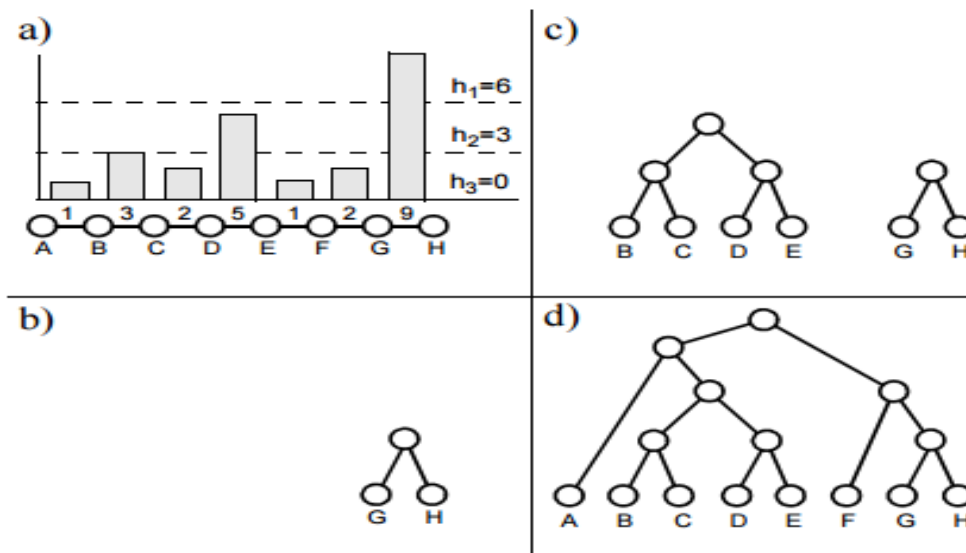 a)
h₁=6
h₂=3
h₃=0
1 3 2 5 1 2 9
A B C D E F G H
c)
B C D E G H
b)
G H
d)
A B C D E F G H